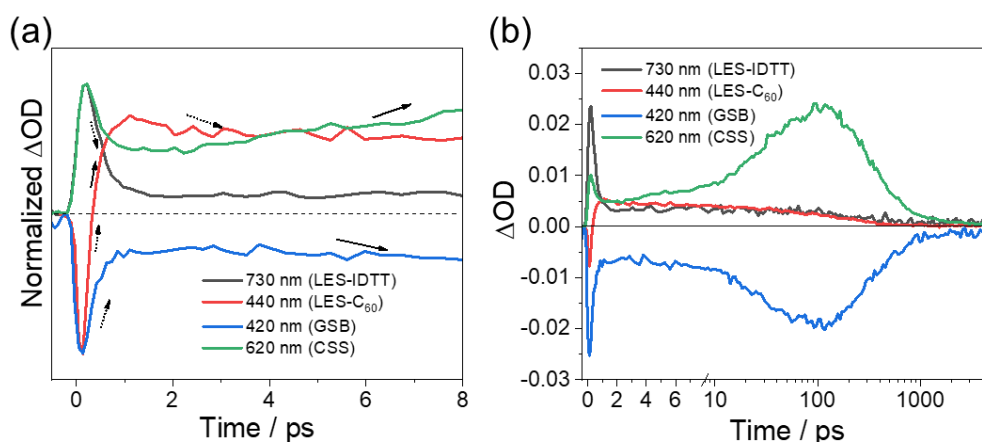 (a)
Normalized ΔOD
730 nm (LES-IDTT)
440 nm (LES-C₆₀)
420 nm (GSB)
620 nm (CSS)
0 2 4 6 8
Time / ps
(b)
ΔOD
0.03
0.02
0.01
0.00
-0.01
-0.02
-0.03
730 nm (LES-IDTT)
440 nm (LES-C₆₀)
420 nm (GSB)
620 nm (CSS)
0 2 4 6 10 100 1000
Time / ps